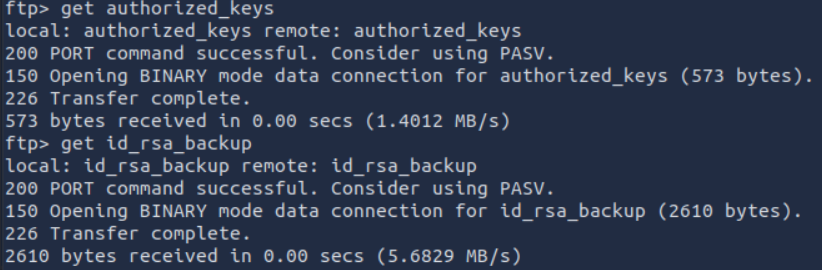 ftp> get authorized_keys
local: authorized_keys remote: authorized_keys
200 PORT command successful. Consider using PASV.
150 Opening BINARY mode data connection for authorized_keys (573 bytes).
226 Transfer complete.
573 bytes received in 0.00 secs (1.4012 MB/s)
ftp> get id_rsa_backup
local: id_rsa_backup remote: id_rsa_backup
200 PORT command successful. Consider using PASV.
150 Opening BINARY mode data connection for id_rsa_backup (2610 bytes).
226 Transfer complete.
2610 bytes received in 0.00 secs (5.6829 MB/s)